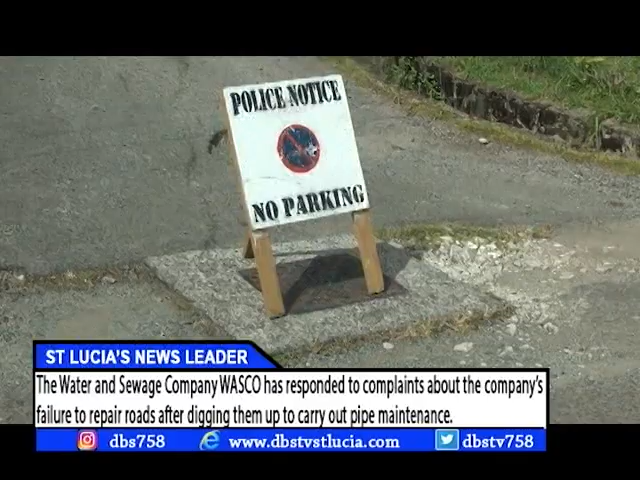 POLICE NOTICE
NO PARKING
ST LUCIA'S NEWS LEADER
The Water and Sewage Company WASCO has responded to complaints about the company's
failure to repair roads after digging them up to carry out pipe maintenance.
dbs758 www.dbstvstlucia.com dbstv758